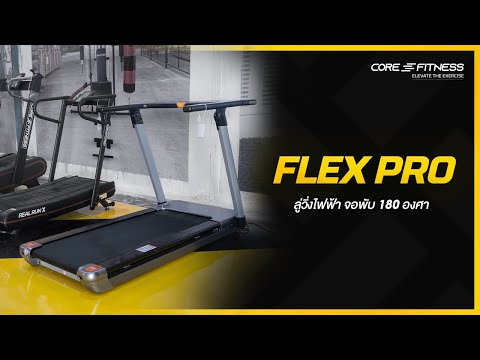 CORE FITNESS
ELEVATE THE EXERCISE
FLEX PRO
ลู่วิ่งไฟฟ้า จอพับ 180 องศา
REAL RUN X